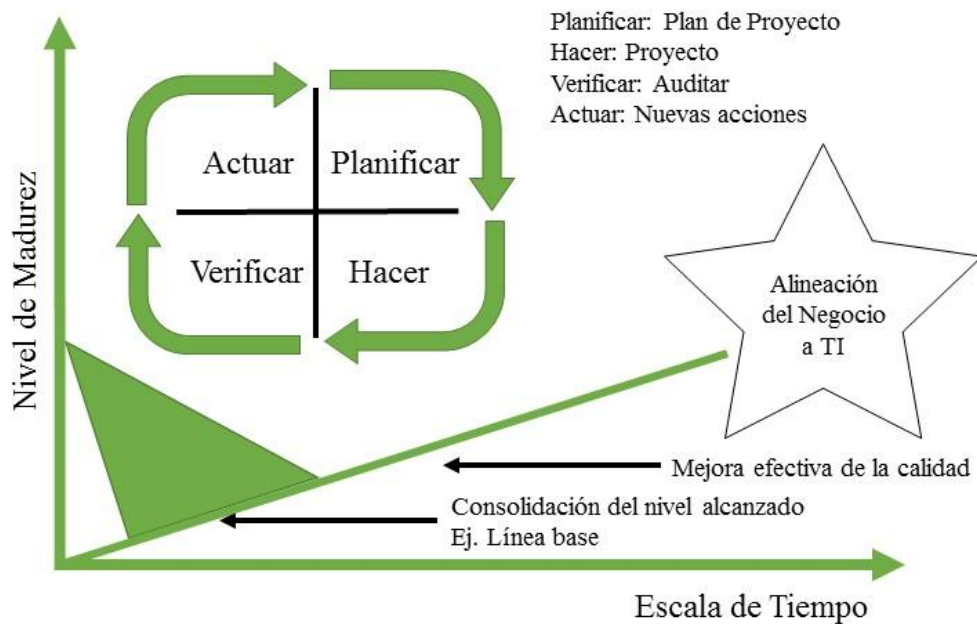 Planificar: Plan de Proyecto
Hacer: Proyecto
Verificar: Auditar
Actuar: Nuevas acciones
Actuar
Planificar
Verificar
Hacer
Nivel de Madurez
Alineación
del Negocio
a TI
Mejora efectiva de la calidad
Consolidación del nivel alcanzado
Ej. Línea base
Escala de Tiempo